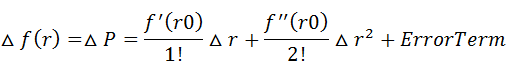 △ f(r) = △ P = f′(r0)/1! △ r + f″(r0)/2! △ r² + ErrorTerm